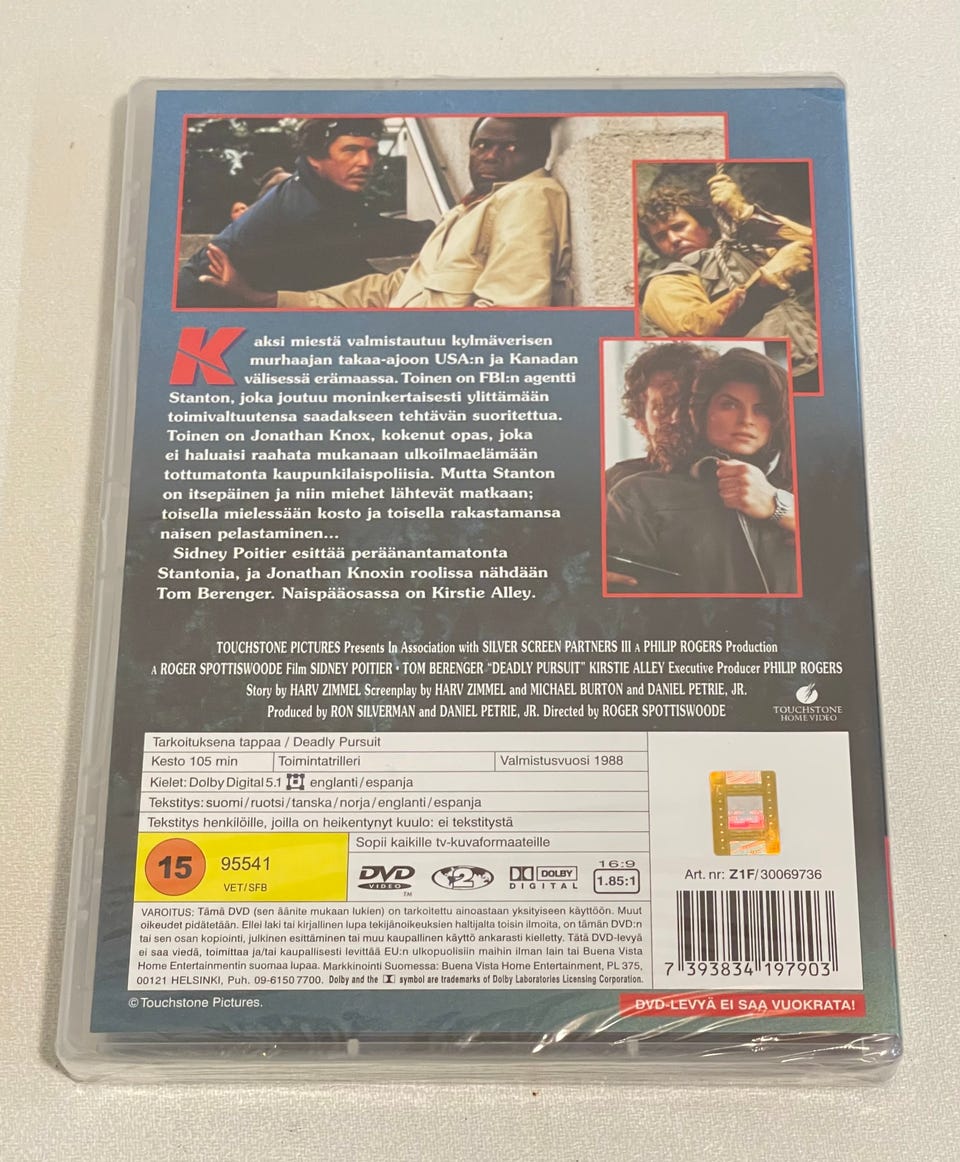 Kaksi miestä valmistautuu kylmäverisen
murhaajan takaa-ajoon USA:n ja Kanadan
välisessä erämaassa. Toinen on FBI:n agentti
Stanton, joka joutuu moninkertaisesti ylittämään
toimivaltuutensa saadakseen tehtävän suoritettua.
Toinen on Jonathan Knox, kokenut opas, joka
ei haluaisi raahata mukanaan ulkoilmaelämään
tottumatonta kaupunkilaispoliisia. Mutta Stanton
on itsepäinen ja niin miehet lähtevät matkaan;
toisella mielessään kosto ja toisella rakastamansa
naisen pelastaminen...
Sidney Poitier esittää peräänantamatonta
Stantonia, ja Jonathan Knoxin roolissa nähdään
Tom Berenger. Naispääosassa on Kirstie Alley.
TOUCHSTONE PICTURES Presents In Association with SILVER SCREEN PARTNERS III A PHILIP ROGERS Production
A ROGER SPOTTISWOODE Film SIDNEY POITIER • TOM BERENGER "DEADLY PURSUIT" KIRSTIE ALLEY Executive Producer PHILIP ROGERS
Story by HARV ZIMMEL Screenplay by HARV ZIMMEL and MICHAEL BURTON and DANIEL PETRIE, JR.
Produced by RON SILVERMAN and DANIEL PETRIE, JR. Directed by ROGER SPOTTISWOODE
TOUCHSTONE
HOME VIDEO
Tarkoituksena tappaa / Deadly Pursuit
Kesto 105 min Toimintatrilleri Valmistusvuosi 1988
Kielet: Dolby Digital 5.1 englanti/espanja
Tekstitys: suomi/ruotsi/tanska/norja/englanti/espanja
Tekstitys henkilöille, joilla on heikentynyt kuulo: ei tekstitystä
Sopii kaikille tv-kuvaformaateille
15 95541
VET/SFB
DVD VIDEO TM 2 DOLBY DIGITAL 16:9 1.85:1
Art. nr: Z1F/30069736
VAROITUS: Tämä DVD (sen äänite mukaan lukien) on tarkoitettu ainoastaan yksityiseen käyttöön. Muut
oikeudet pidätetään. Ellei laki tai kirjallinen lupa tekijänoikeuksien haltijalta toisin ilmoita, on tämän DVD:n
tai sen osan kopiointi, julkinen esittäminen tai muu kaupallinen käyttö ankarasti kielletty. Tätä DVD-levyä
ei saa viedä, toimittaa ja/tai kaupallisesti levittää EU:n ulkopuolisiin maihin ilman lain tai Buena Vista
Home Entertainmentin suomaa lupaa. Markkinointi Suomessa: Buena Vista Home Entertainment, PL 375,
00121 HELSINKI, Puh. 09-615 07700. Dolby and the symbol are trademarks of Dolby Laboratories Licensing Corporation.
7 393834 197903
© Touchstone Pictures.
DVD-LEVYÄ EI SAA VUOKRATA!